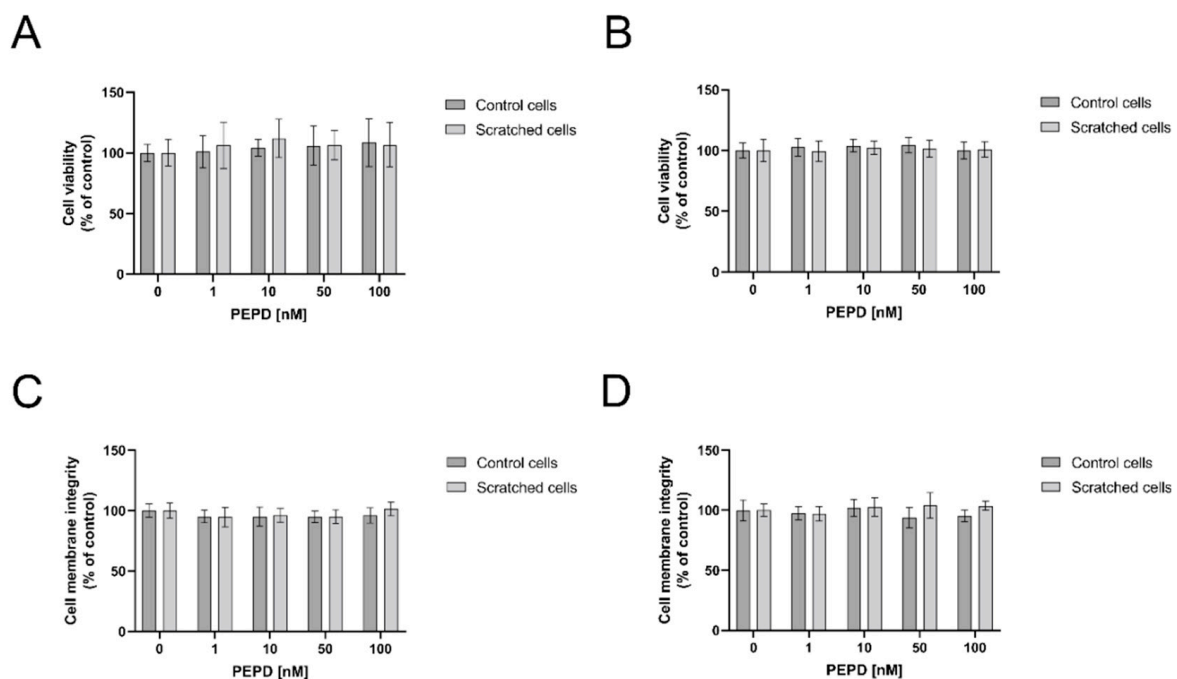 A
Cell viability
(% of control)
150
100
50
0
0 1 10 50 100
PEPD [nM]
Control cells
Scratched cells
B
Cell viability
(% of control)
150
100
50
0
0 1 10 50 100
PEPD [nM]
Control cells
Scratched cells
C
Cell membrane integrity
(% of control)
150
100
50
0
0 1 10 50 100
PEPD [nM]
Control cells
Scratched cells
D
Cell membrane integrity
(% of control)
150
100
50
0
0 1 10 50 100
PEPD [nM]
Control cells
Scratched cells